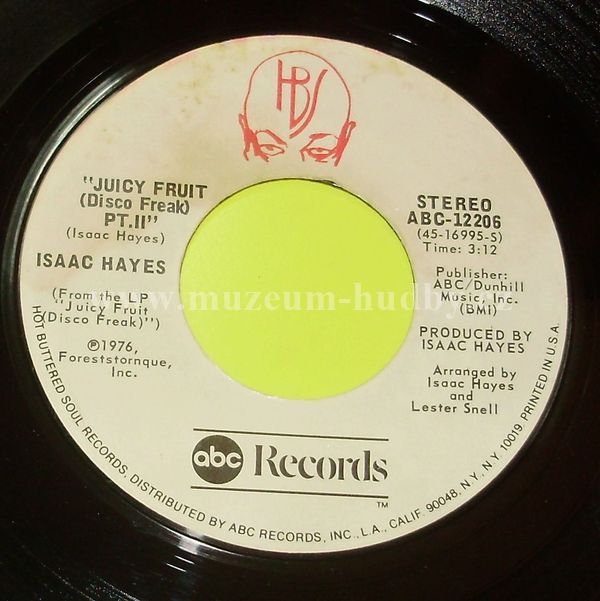 HBS
"JUICY FRUIT
(Disco Freak)
PT.II"
(Isaac Hayes)
ISAAC HAYES
(From the LP
"Juicy Fruit
(Disco Freak)")
℗1976,
Foreststornque,
Inc.
STEREO
ABC-12206
(45-16995-S)
Time: 3:12
Publisher:
ABC/Dunhill
Music, Inc.
(BMI)
PRODUCED BY
ISAAC HAYES
Arranged by
Isaac Hayes
and
Lester Snell
www.muzeum-hudby.cz
abc Records
TM
HOT BUTTERED SOUL RECORDS, DISTRIBUTED BY ABC RECORDS, INC., L.A., CALIF. 90048, N.Y., N.Y. 10019 PRINTED IN U.S.A.